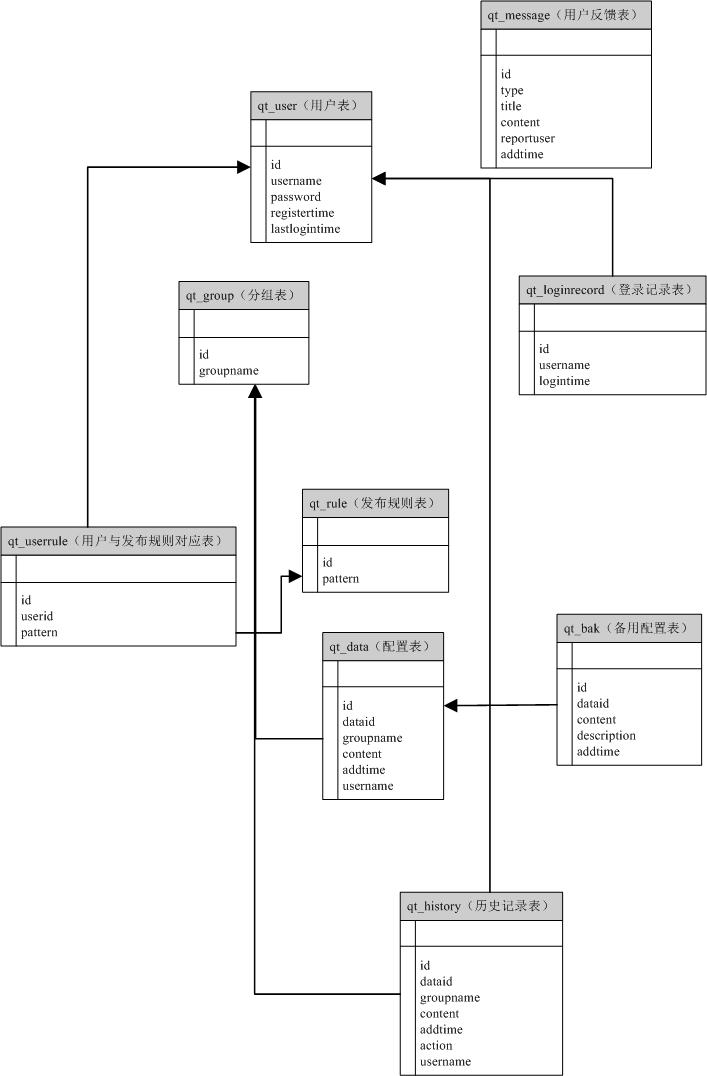 qt_message（用户反馈表）
id
type
title
content
reportuser
addtime
qt_user（用户表）
id
username
password
registertime
lastlogintime
qt_group（分组表）
id
groupname
qt_loginrecord（登录记录表）
id
username
logintime
qt_rule（发布规则表）
id
pattern
qt_userrule（用户与发布规则对应表）
id
userid
pattern
qt_data（配置表）
id
dataid
groupname
content
addtime
username
qt_bak（备用配置表）
id
dataid
content
description
addtime
qt_history（历史记录表）
id
dataid
groupname
content
addtime
action
username